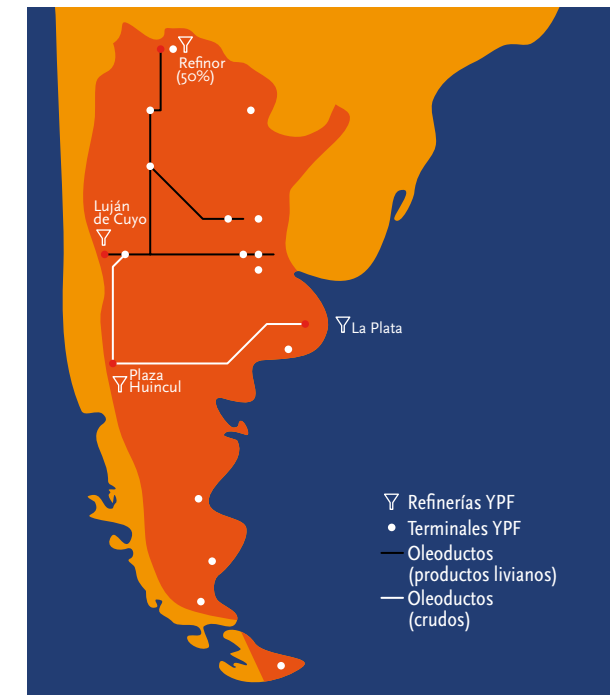 Refinor
(50%)
Luján
de Cuyo
La Plata
Plaza
Huincul
Refinerías YPF
Terminales YPF
Oleoductos
(productos livianos)
Oleoductos
(crudos)